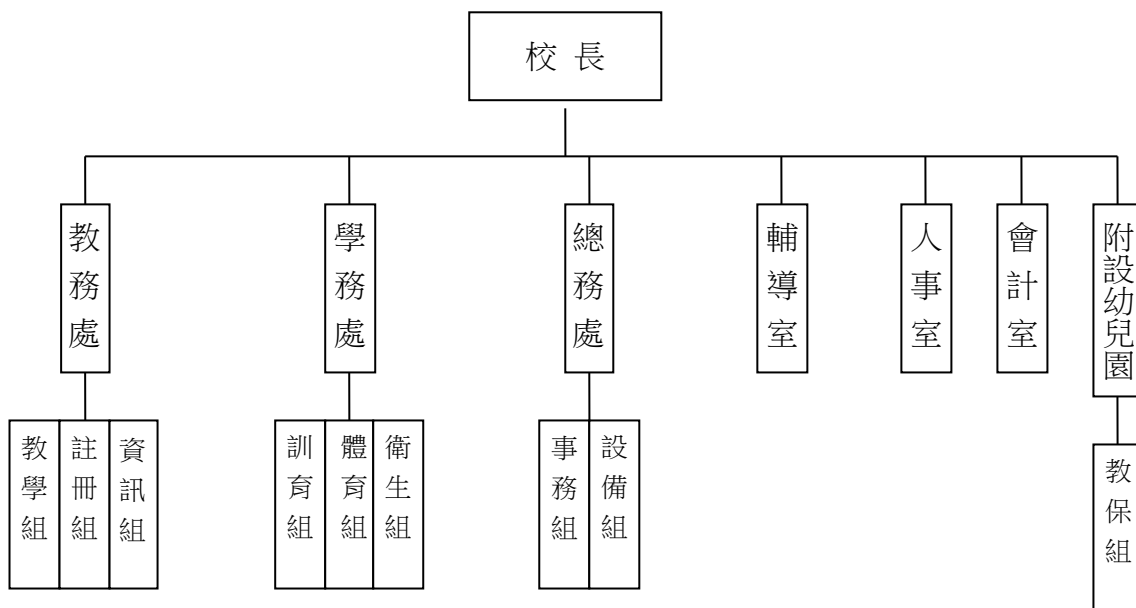 校 長
教務處
學務處
總務處
輔導室
人事室
會計室
附設幼兒園
教學組
註冊組
資訊組
訓育組
體育組
衛生組
事務組
設備組
教保組